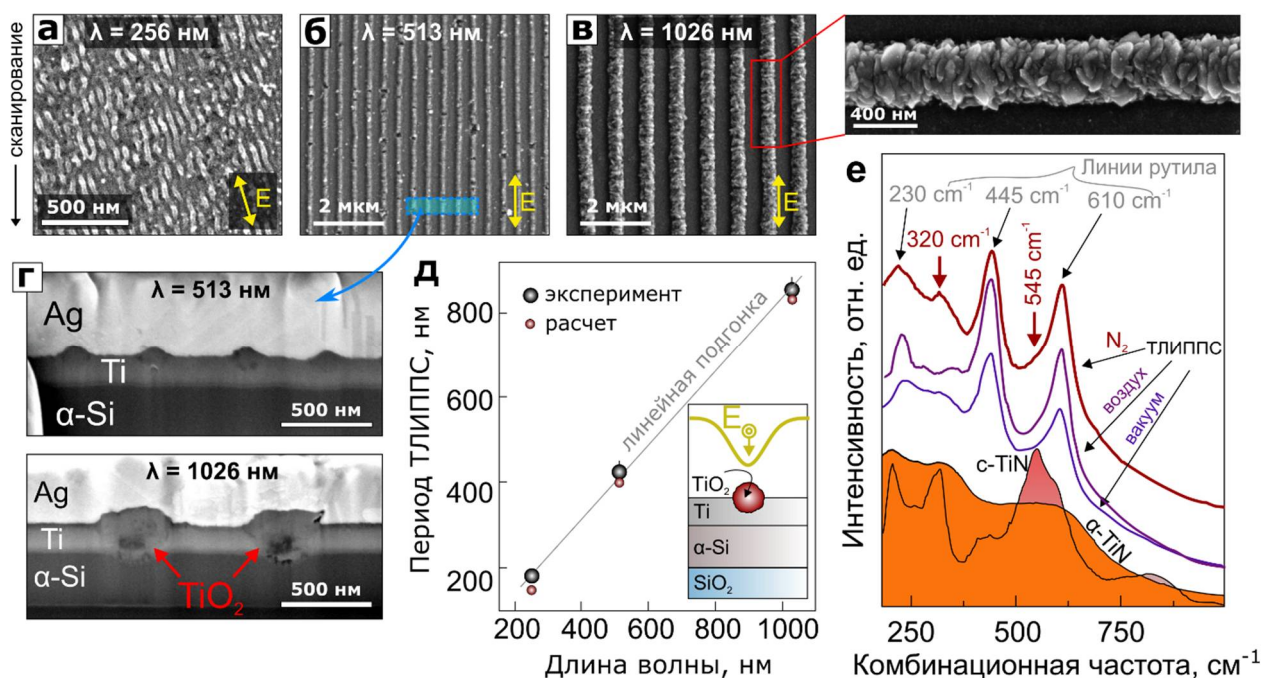 а
λ = 256 нм
сканирование
E
500 нм
б
λ = 513 нм
E
2 мкм
в
λ = 1026 нм
E
2 мкм
400 нм
г
λ = 513 нм
Ag
Ti
α-Si
500 нм
λ = 1026 нм
Ag
Ti
α-Si
TiO2
500 нм
д
Период ТЛИППС, нм
800
600
400
200
эксперимент
расчет
линейная подгонка
E
TiO2
Ti
α-Si
SiO2
200 400 600 800 1000
Длина волны, нм
е
Интенсивность, отн. ед.
Линии рутила
230 cm-1
445 cm-1
610 cm-1
320 cm-1
545 cm-1
N2
ТЛИППС
воздух
вакуум
c-TiN
α-TiN
250 500 750
Комбинационная частота, см-1